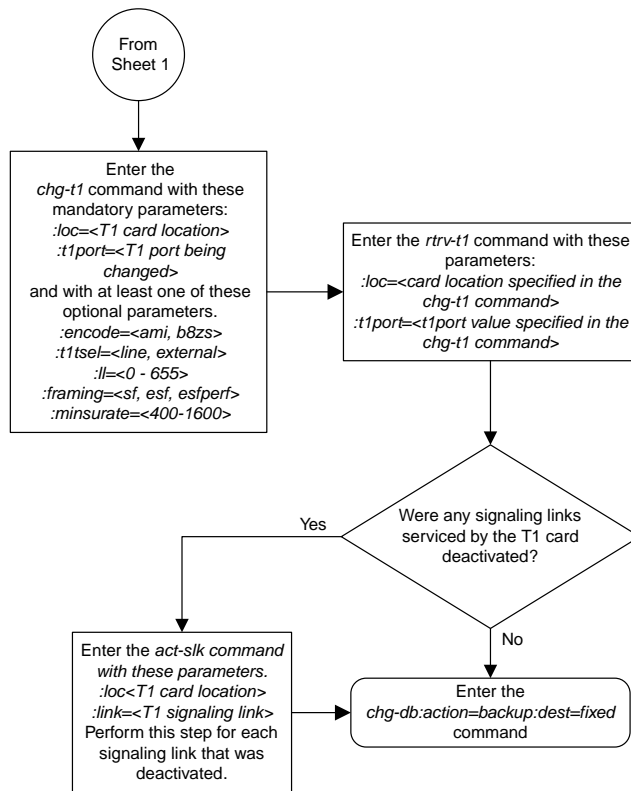 From
Sheet 1
Enter the
chg-t1 command with these
mandatory parameters:
:loc=<T1 card location>
:t1port=<T1 port being
changed>
and with at least one of these
optional parameters.
:encode=<ami, b8zs>
:t1tsel=<line, external>
:ll=<0 - 655>
:framing=<sf, esf, esfperf>
:minsurate=<400-1600>
Enter the rtrv-t1 command with these
parameters:
:loc=<card location specified in the
chg-t1 command>
:t1port=<t1port value specified in the
chg-t1 command>
Were any signaling links
serviced by the T1 card
deactivated?
Yes
No
Enter the act-slk command
with these parameters.
:loc<T1 card location>
:link=<T1 signaling link>
Perform this step for each
signaling link that was
deactivated.
Enter the
chg-db:action=backup:dest=fixed
command